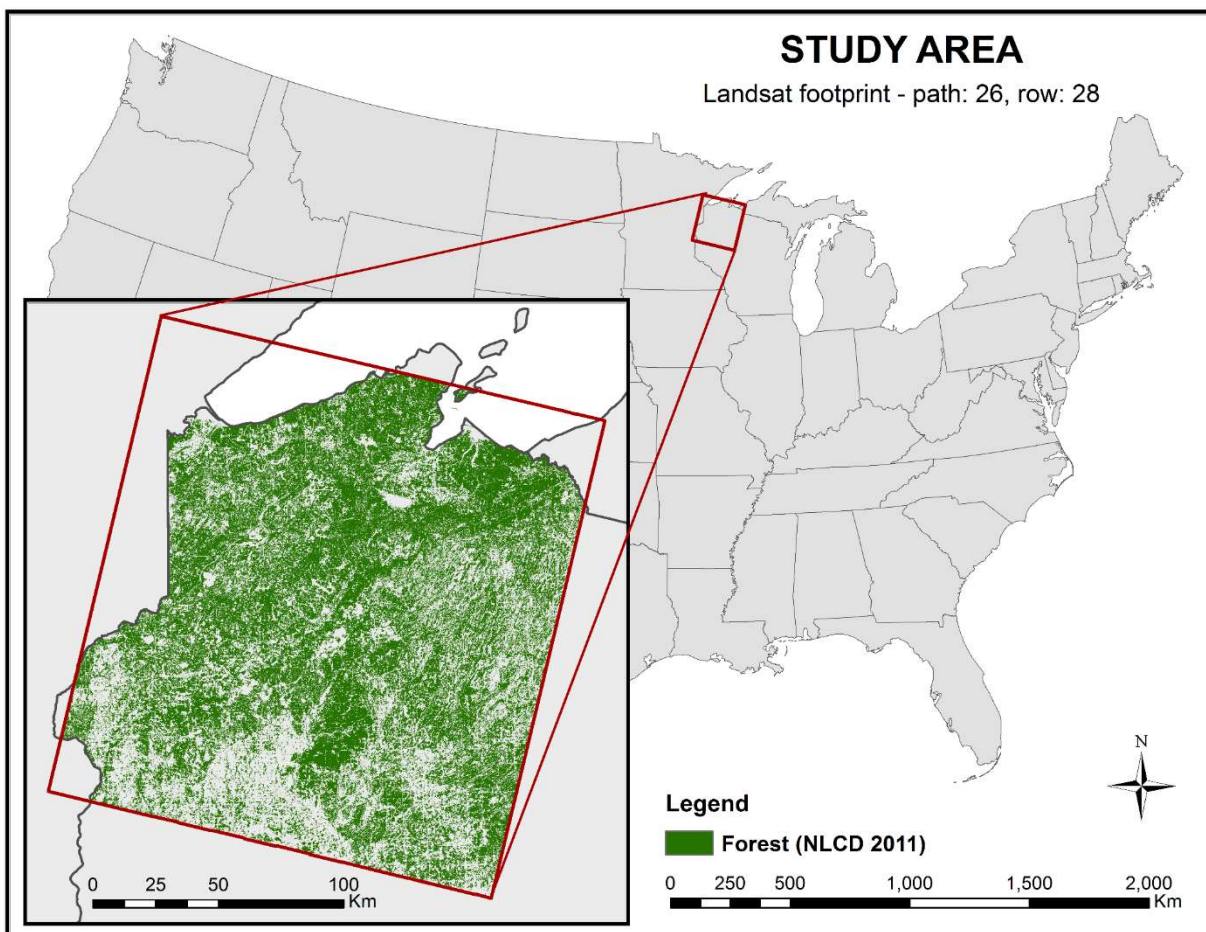 STUDY AREA
Landsat footprint - path: 26, row: 28
N
Legend
Forest (NLCD 2011)
0 25 50 100
Km
0 250 500 1,000 1,500 2,000
Km